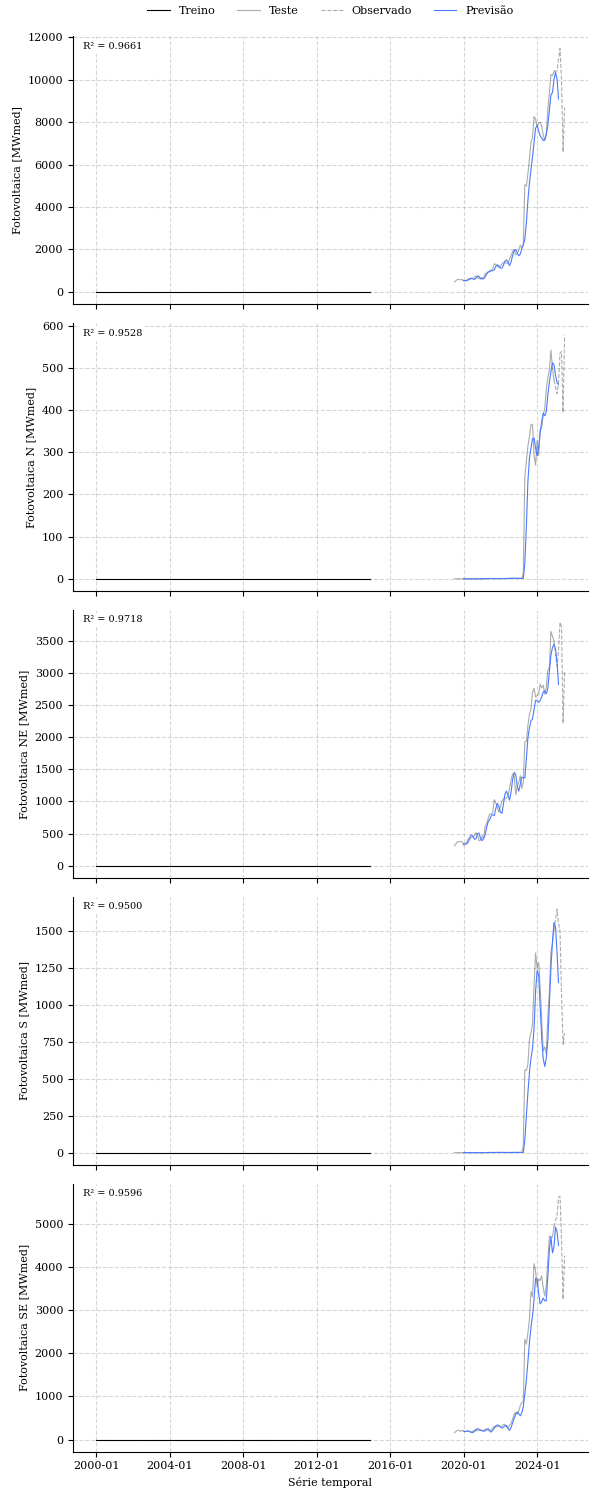 Treino Teste Observado Previsão
R² = 0.9661
Fotovoltaica [MWmed]
12000
10000
8000
6000
4000
2000
0
R² = 0.9528
Fotovoltaica N [MWmed]
600
500
400
300
200
100
0
R² = 0.9718
Fotovoltaica NE [MWmed]
3500
3000
2500
2000
1500
1000
500
0
R² = 0.9500
Fotovoltaica S [MWmed]
1500
1250
1000
750
500
250
0
R² = 0.9596
Fotovoltaica SE [MWmed]
5000
4000
3000
2000
1000
0
2000-01 2004-01 2008-01 2012-01 2016-01 2020-01 2024-01
Série temporal